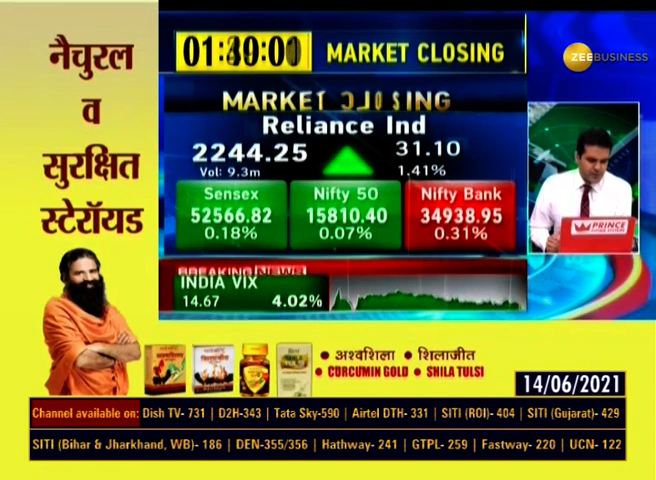 नैचुरल
व
सुरक्षित
स्टेरॉयड
MARKET CLOSING
ZEE BUSINESS
MARKET
Reliance Ind
2244.25 31.10
Vol: 9.3m 1.41%
Sensex Nifty 50 Nifty Bank
52566.82 15810.40 34938.95
0.18% 0.07% 0.31%
PRINCE
BREAKING NEWS
INDIA VIX
14.67 4.02%
• अश्वशिला • शिलाजीत
• CURCUMIN GOLD • SHILA TULSI
14/06/2021
Channel available on: Dish TV- 731 | D2H-343 | Tata Sky-590 | Airtel DTH- 331 | SITI (ROI)- 404 | SITI (Gujarat)- 429
SITI (Bihar & Jharkhand, WB)- 186 | DEN-355/356 | Hathway- 241 | GTPL- 259 | Fastway- 220 | UCN- 122